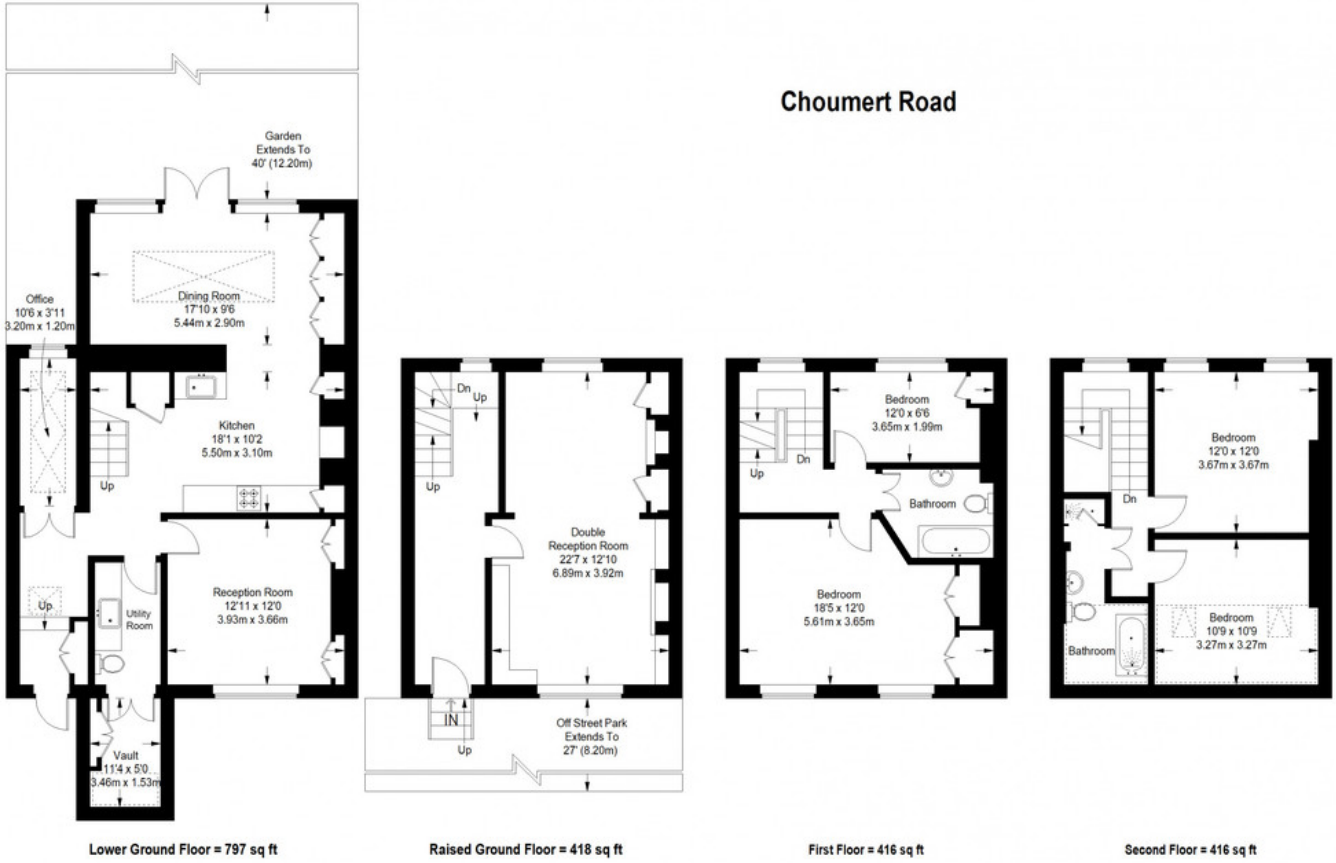 Choumert Road
Garden
Extends To
40' (12.20m)
Office
10'6 x 3'11
3.20m x 1.20m
Dining Room
17'10 x 9'6
5.44m x 2.90m
Kitchen
18'1 x 10'2
5.50m x 3.10m
Up
Up
Utility
Room
Reception Room
12'11 x 12'0
3.93m x 3.66m
Vault
11'4 x 5'0
3.46m x 1.53m
Lower Ground Floor = 797 sq ft
Dn
Up
Up
Double
Reception Room
22'7 x 12'10
6.89m x 3.92m
IN
Up
Off Street Park
Extends To
27' (8.20m)
Raised Ground Floor = 418 sq ft
Bedroom
12'0 x 6'6
3.65m x 1.99m
Up
Dn
Bathroom
Bedroom
18'5 x 12'0
5.61m x 3.65m
First Floor = 416 sq ft
Bedroom
12'0 x 12'0
3.67m x 3.67m
Dn
Bedroom
10'9 x 10'9
3.27m x 3.27m
Bathroom
Second Floor = 416 sq ft